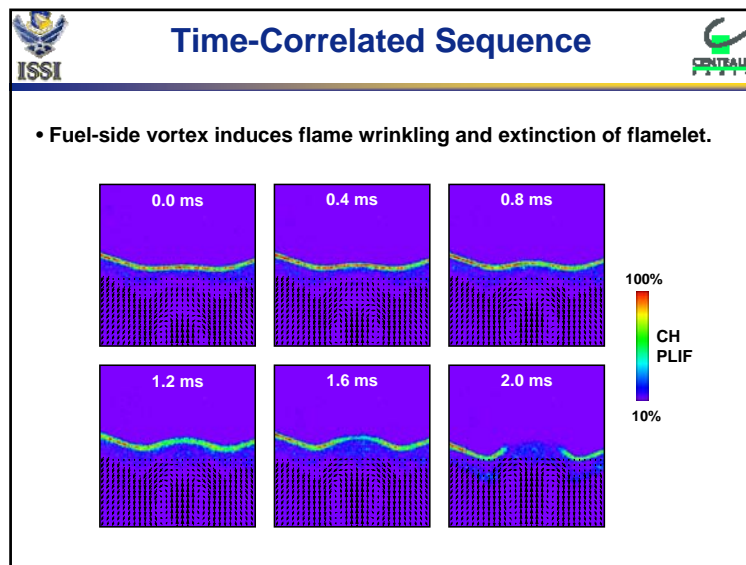 Time-Correlated Sequence
ISSI
• Fuel-side vortex induces flame wrinkling and extinction of flamelet.
0.0 ms
0.4 ms
0.8 ms
100%
CH
PLIF
10%
1.2 ms
1.6 ms
2.0 ms